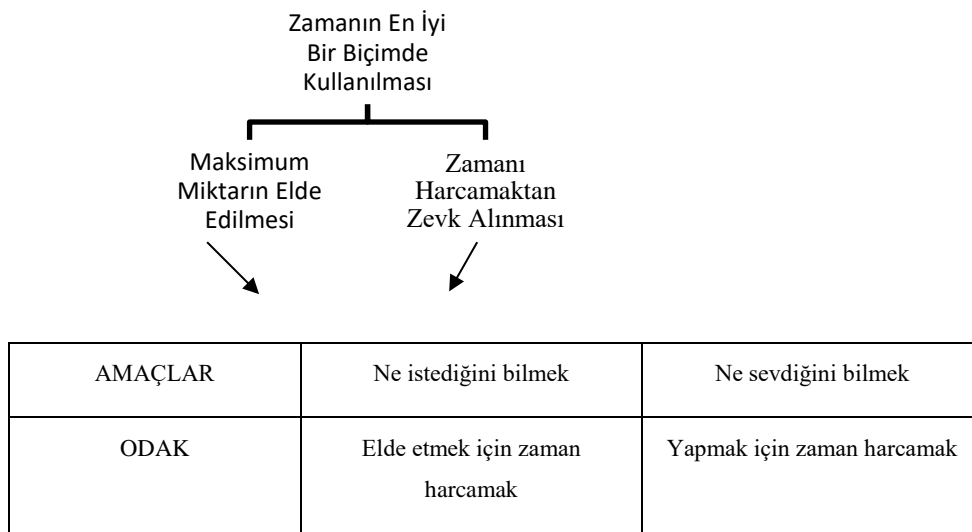 Zamanın En İyi
Bir Biçimde
Kullanılması
Maksimum
Miktarın Elde
Edilmesi
Zamanı
Harcamaktan
Zevk Alınması
AMAÇLAR
Ne istediğini bilmek
Ne sevdiğini bilmek
ODAK
Elde etmek için zaman
harcamak
Yapmak için zaman harcamak